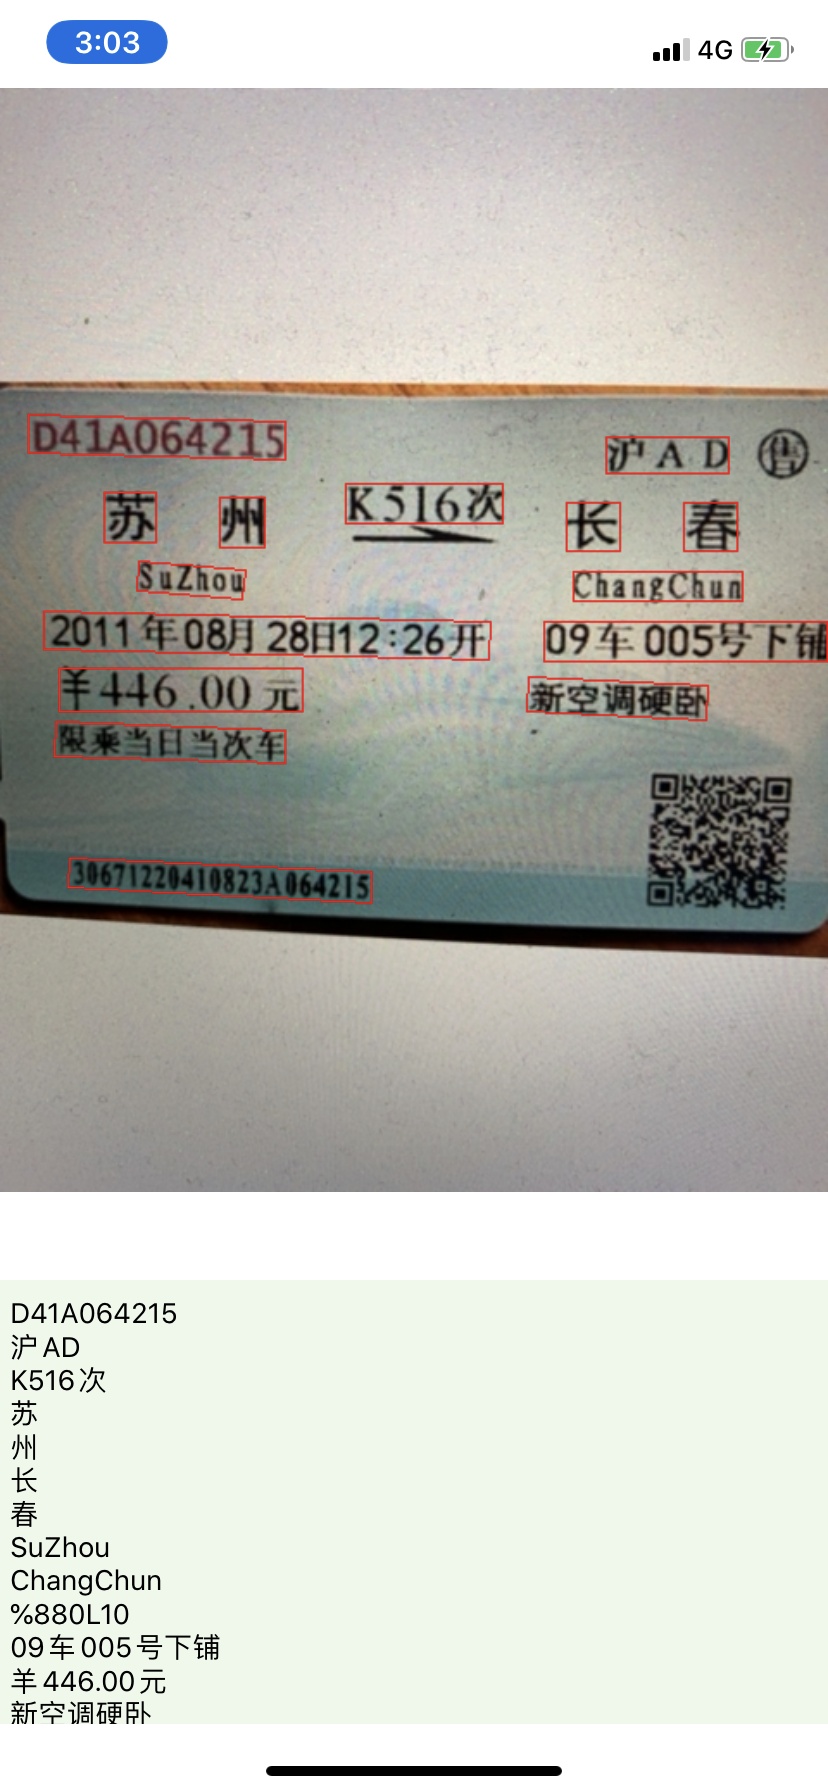 3:03 4G
D41A064215 沪 A D 售
苏 州 K516次 长 春
SuZhou ChangChun
2011年08月28日12:26开 09车005号下铺
¥446.00元 新空调硬卧
限乘当日当次车
30671220410823A064215
D41A064215
沪AD
K516次
苏
州
长
春
SuZhou
ChangChun
%880L10
09车005号下铺
羊446.00元
新空调硬卧